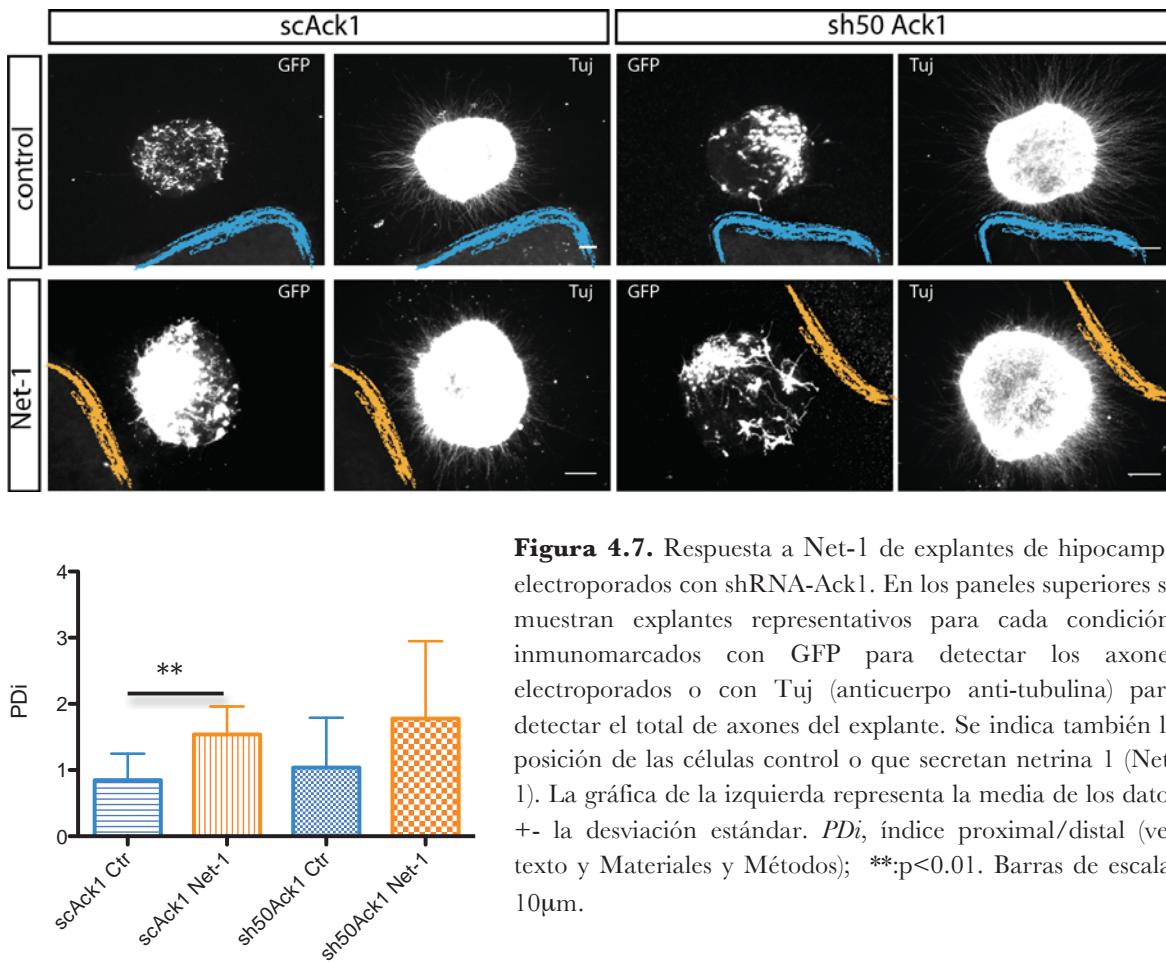 scAck1 sh50 Ack1
control
GFP Tuj GFP Tuj
Net-1
GFP Tuj GFP Tuj
4
3
2
1
0
PDi
**
scAck1 Ctr
scAck1 Net-1
sh50Ack1 Ctr
sh50Ack1 Net-1
Figura 4.7. Respuesta a Net-1 de explantes de hipocamp
electroporados con shRNA-Ack1. En los paneles superiores s
muestran explantes representativos para cada condición
inmunomarcados con GFP para detectar los axone
electroporados o con Tuj (anticuerpo anti-tubulina) par
detectar el total de axones del explante. Se indica también l
posición de las células control o que secretan netrina 1 (Net
1). La gráfica de la izquierda representa la media de los dato
+- la desviación estándar. PDi, índice proximal/distal (ve
texto y Materiales y Métodos); **:p<0.01. Barras de escala
10µm.